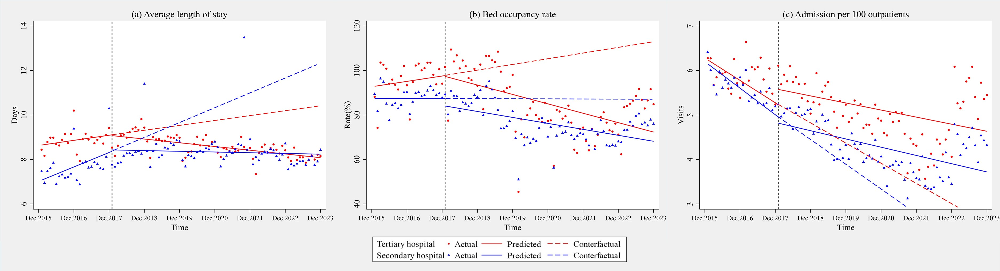 (a) Average length of stay
14
12
10
8
6
Days
Dec.2015 Dec.2016 Dec.2017 Dec.2018 Dec.2019 Dec.2020 Dec.2021 Dec.2022 Dec.2023
Time
(b) Bed occupancy rate
120
100
80
60
40
Rate(%)
Dec.2015 Dec.2016 Dec.2017 Dec.2018 Dec.2019 Dec.2020 Dec.2021 Dec.2022 Dec.2023
Time
(c) Admission per 100 outpatients
7
6
5
4
3
Visits
Dec.2015 Dec.2016 Dec.2017 Dec.2018 Dec.2019 Dec.2020 Dec.2021 Dec.2022 Dec.2023
Time
Tertiary hospital Actual Predicted Conterfactual
Secondary hospital Actual Predicted Conterfactual